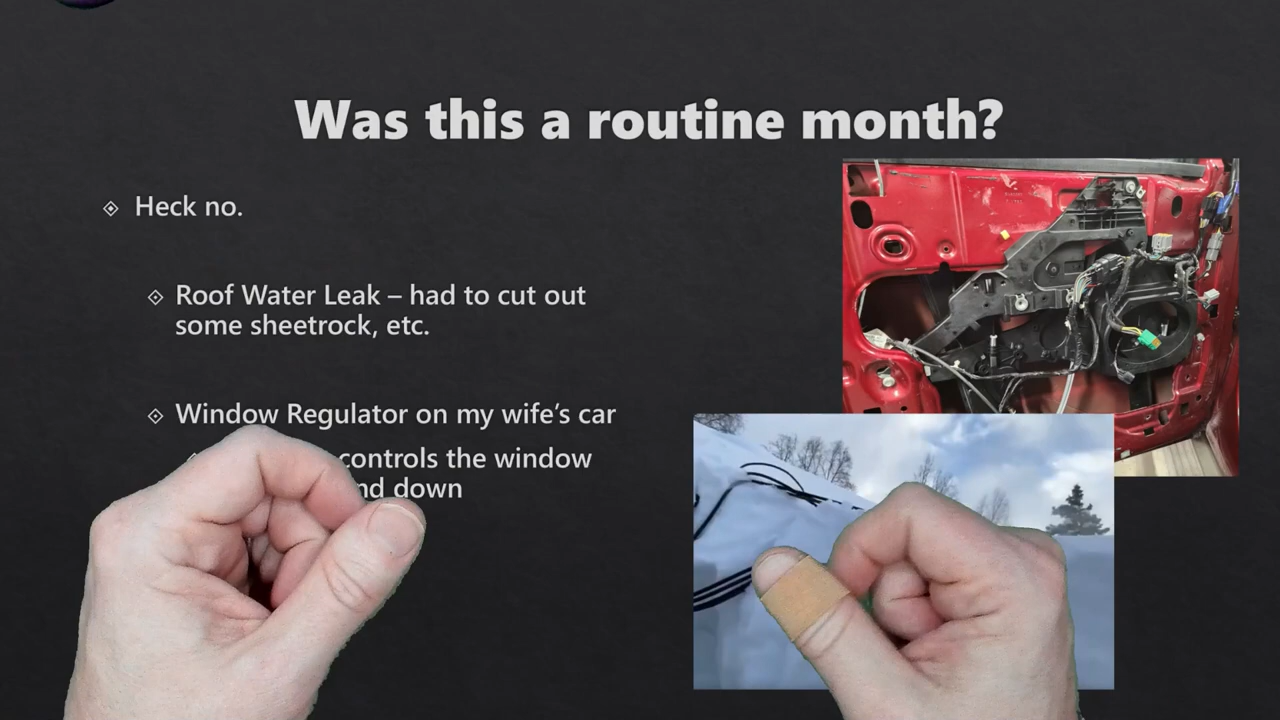 Was this a routine month?
Heck no.
Roof Water Leak – had to cut out
some sheetrock, etc.
Window Regulator on my wife's car
controls the window
down